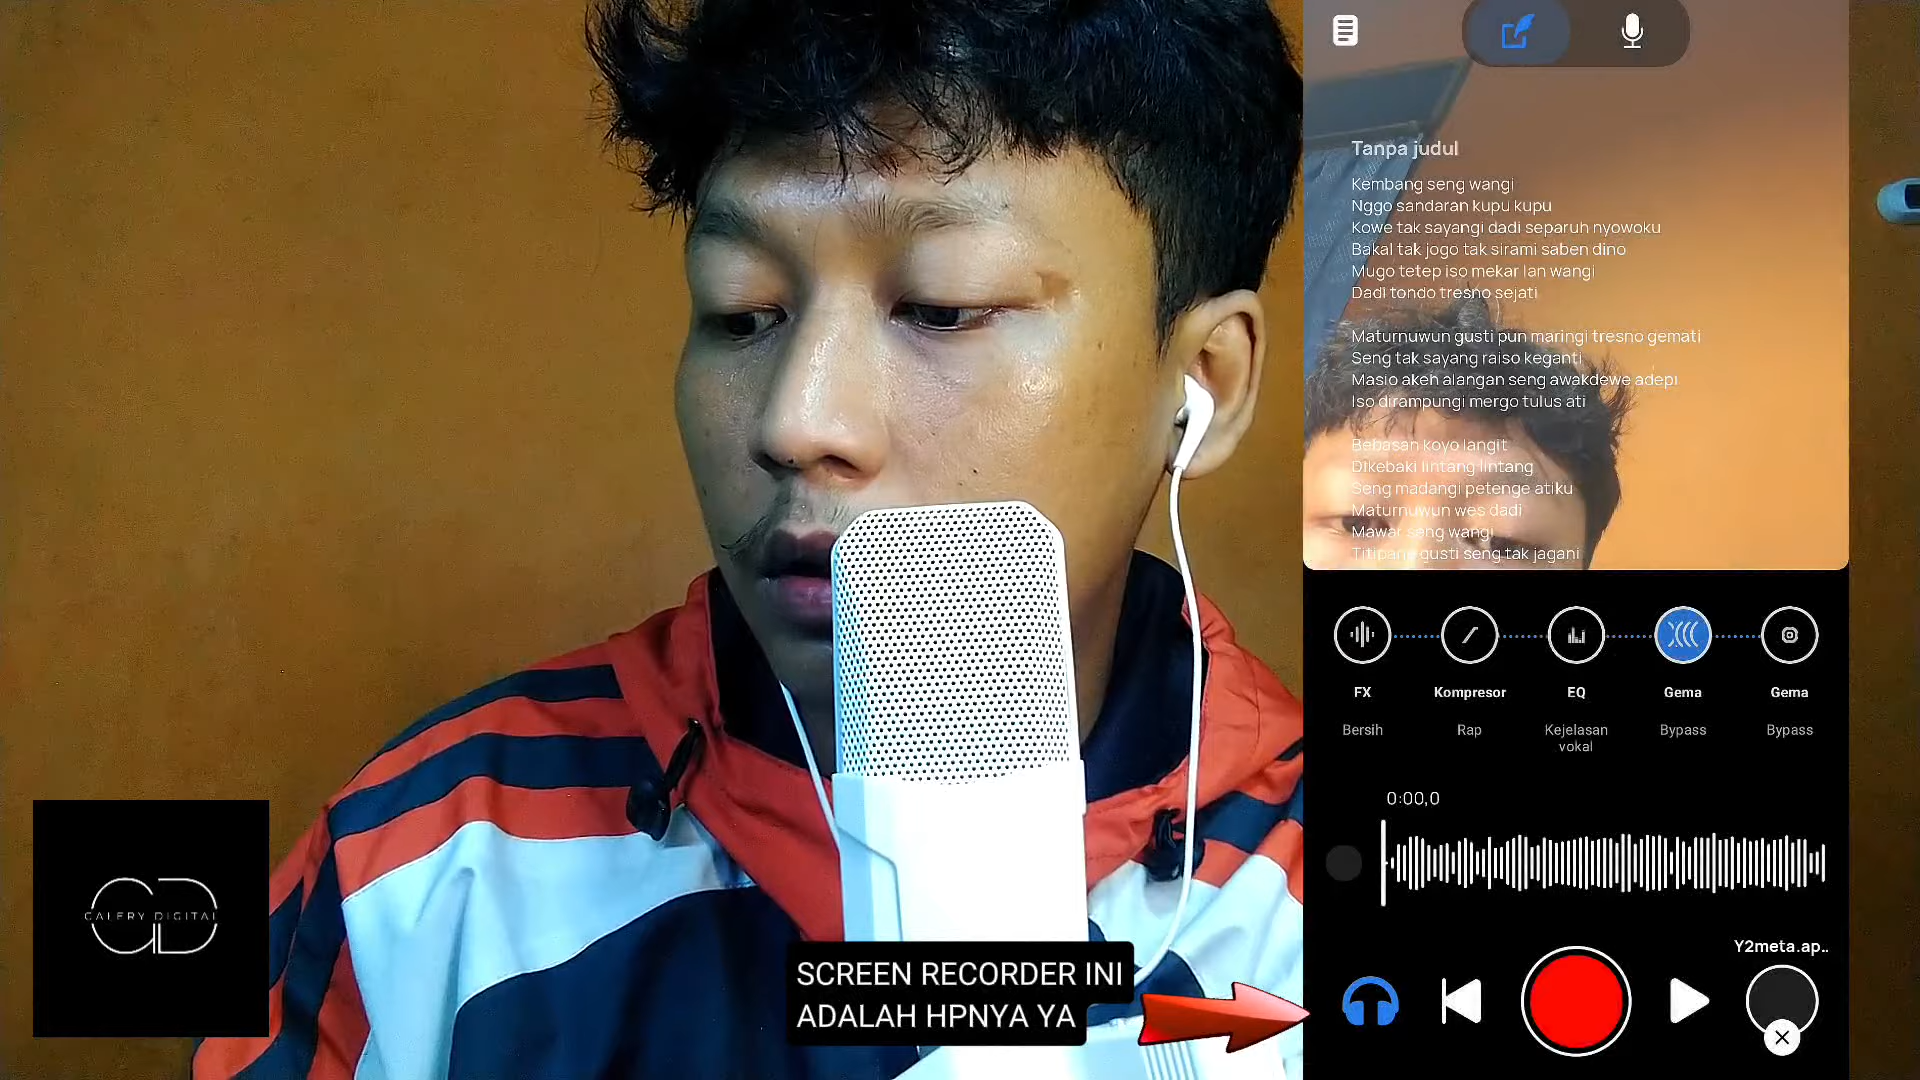 Tanpa judul
Kembang seng wangi
Nggo sandaran kupu kupu
Kowe tak sayangi dadi separuh nyowoku
Bakal tak jogo tak sirami saben dino
Mugo tetep iso mekar lan wangi
Dadi tondo tresno sejati
Maturnuwun gusti pun maringi tresno gemati
Seng tak sayang raiso keganti
Masio akeh alangan seng awakdewe adepi
Iso dirampungi mergo tulus ati
Bebasan koyo langit
Dikebaki lintang lintang
Seng madangi petenge atiku
Maturnuwun wes dadi
Mawar seng wangi
Titipane gusti seng tak jagani
FX
Kompresor
EQ
Gema
Gema
Bersih
Rap
Kejelasan
vokal
Bypass
Bypass
0:00,0
Y2meta.ap..
CALERY DIGITAL
GD
SCREEN RECORDER INI
ADALAH HPNYA YA